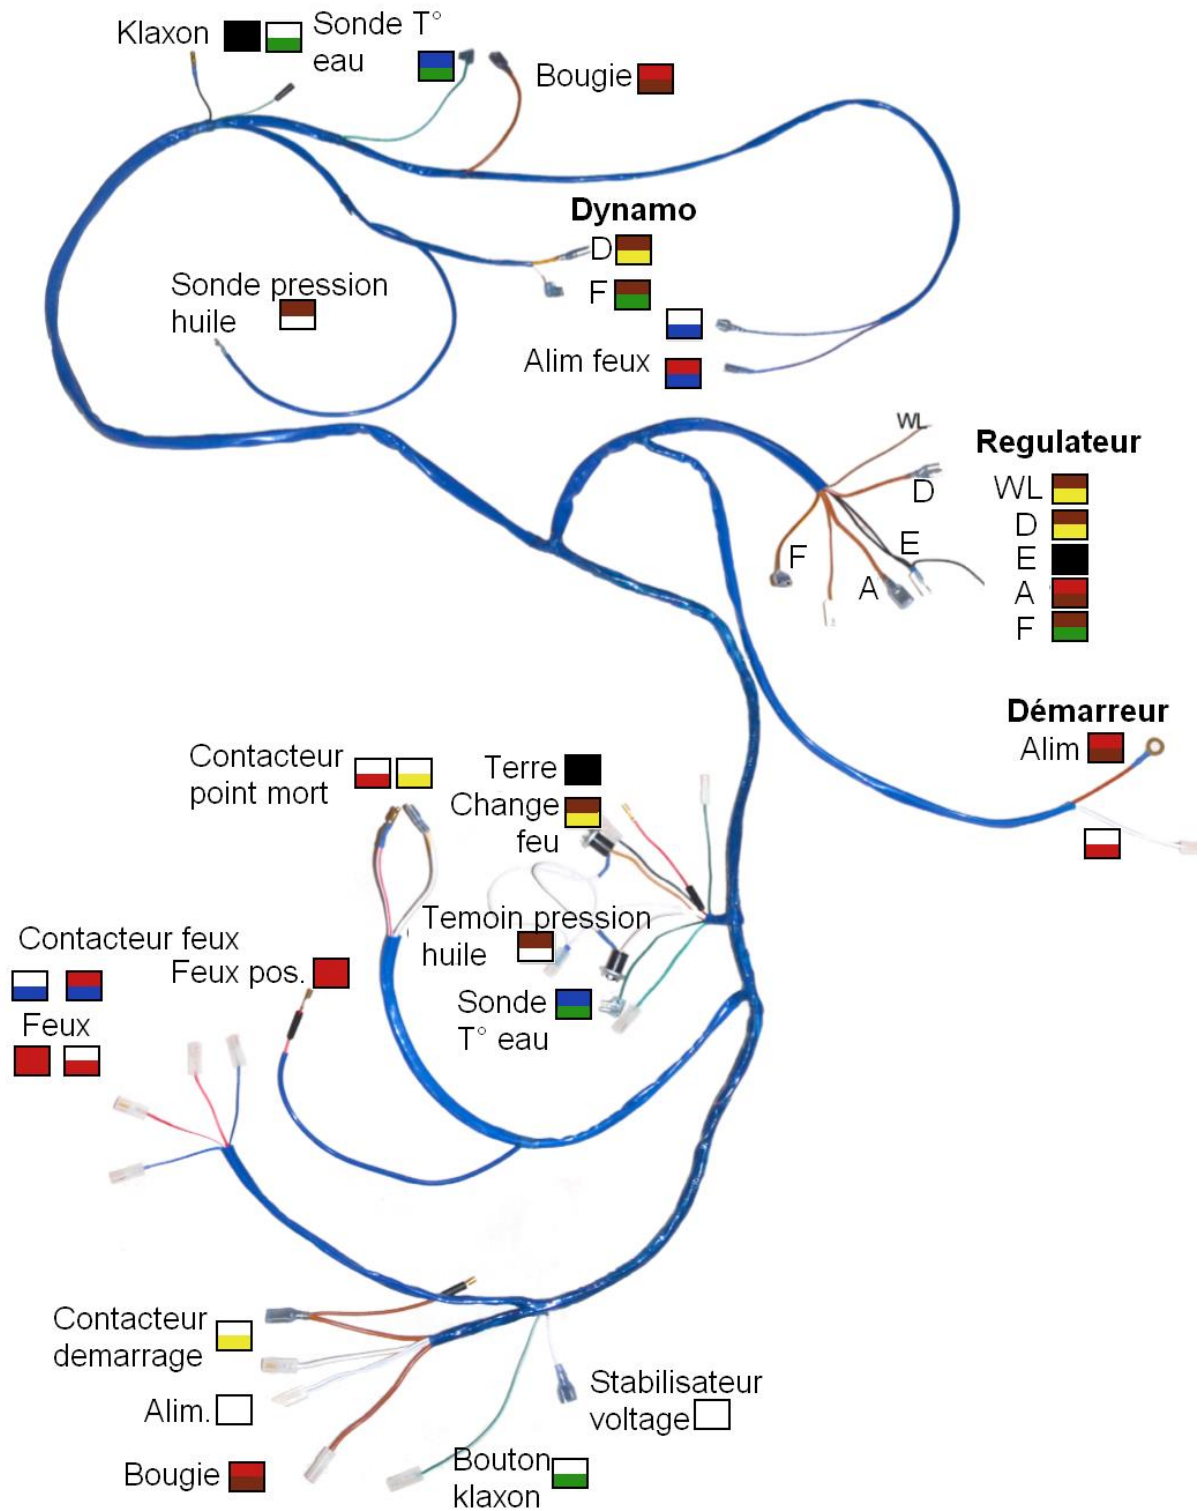 Klaxon
Sonde T°
eau
Bougie
Dynamo
D
F
Sonde pression
huile
Alim feux
WL
D
E
F
A
Regulateur
WL
D
E
A
F
Démarreur
Alim
Contacteur
point mort
Terre
Change
feu
Temoin pression
huile
Contacteur feux
Feux pos.
Feux
Sonde
T° eau
Contacteur
demarrage
Alim.
Bougie
Stabilisateur
voltage
Bouton
klaxon